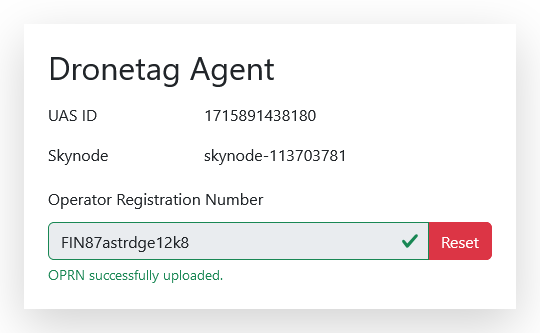 Dronetag Agent
UAS ID 1715891438180
Skynode skynode-113703781
Operator Registration Number
FIN87astrdge12k8 Reset
OPRN successfully uploaded.